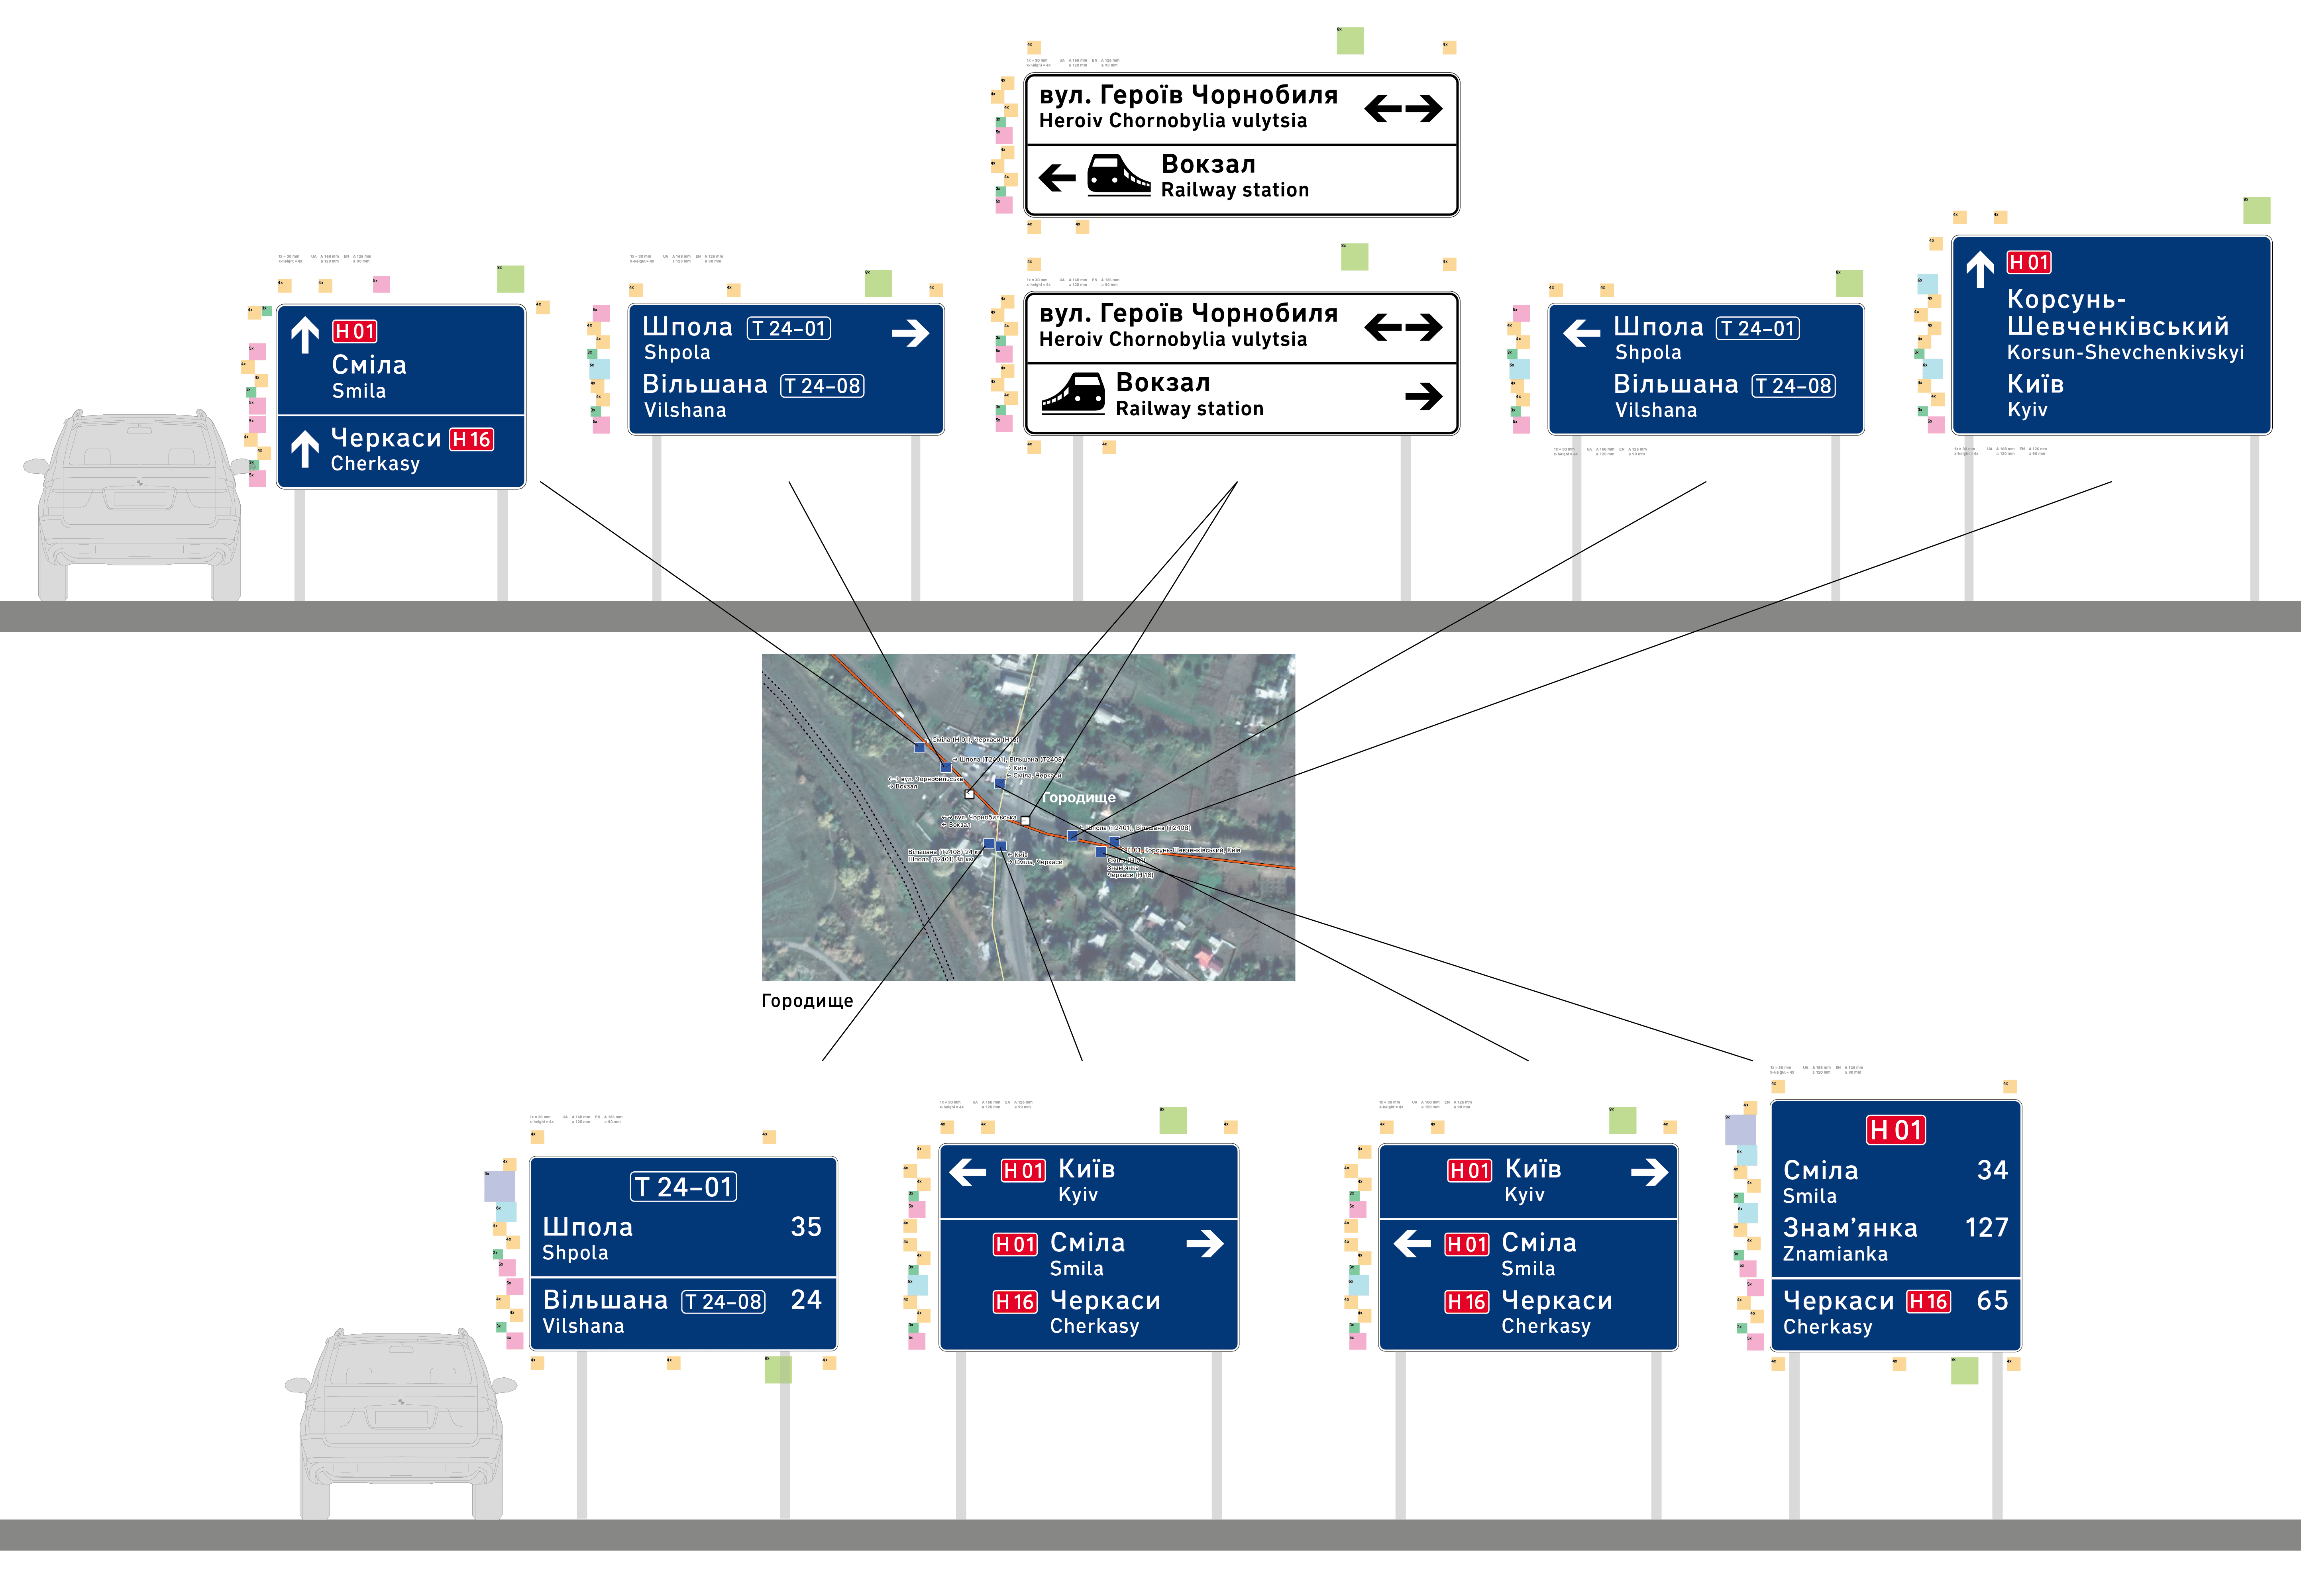 вул. Героїв Чорнобиля
Heroiv Chornobylia vulytsia
Вокзал
Railway station
H 01
Сміла
Smila
Черкаси H 16
Cherkasy
Шпола T 24-01
Shpola
Вільшана T 24-08
Vilshana
вул. Героїв Чорнобиля
Heroiv Chornobylia vulytsia
Вокзал
Railway station
Шпола T 24-01
Shpola
Вільшана T 24-08
Vilshana
H 01
Корсунь-
Шевченківський
Korsun-Shevchenkivskyi
Київ
Kyiv
Городище
Городище
T 24-01
Шпола 35
Shpola
Вільшана T 24-08 24
Vilshana
H 01 Київ
Kyiv
H 01 Сміла
Smila
H 16 Черкаси
Cherkasy
H 01 Київ
Kyiv
H 01 Сміла
Smila
H 16 Черкаси
Cherkasy
H 01
Сміла 34
Smila
Знам’янка 127
Znamianka
Черкаси H 16 65
Cherkasy